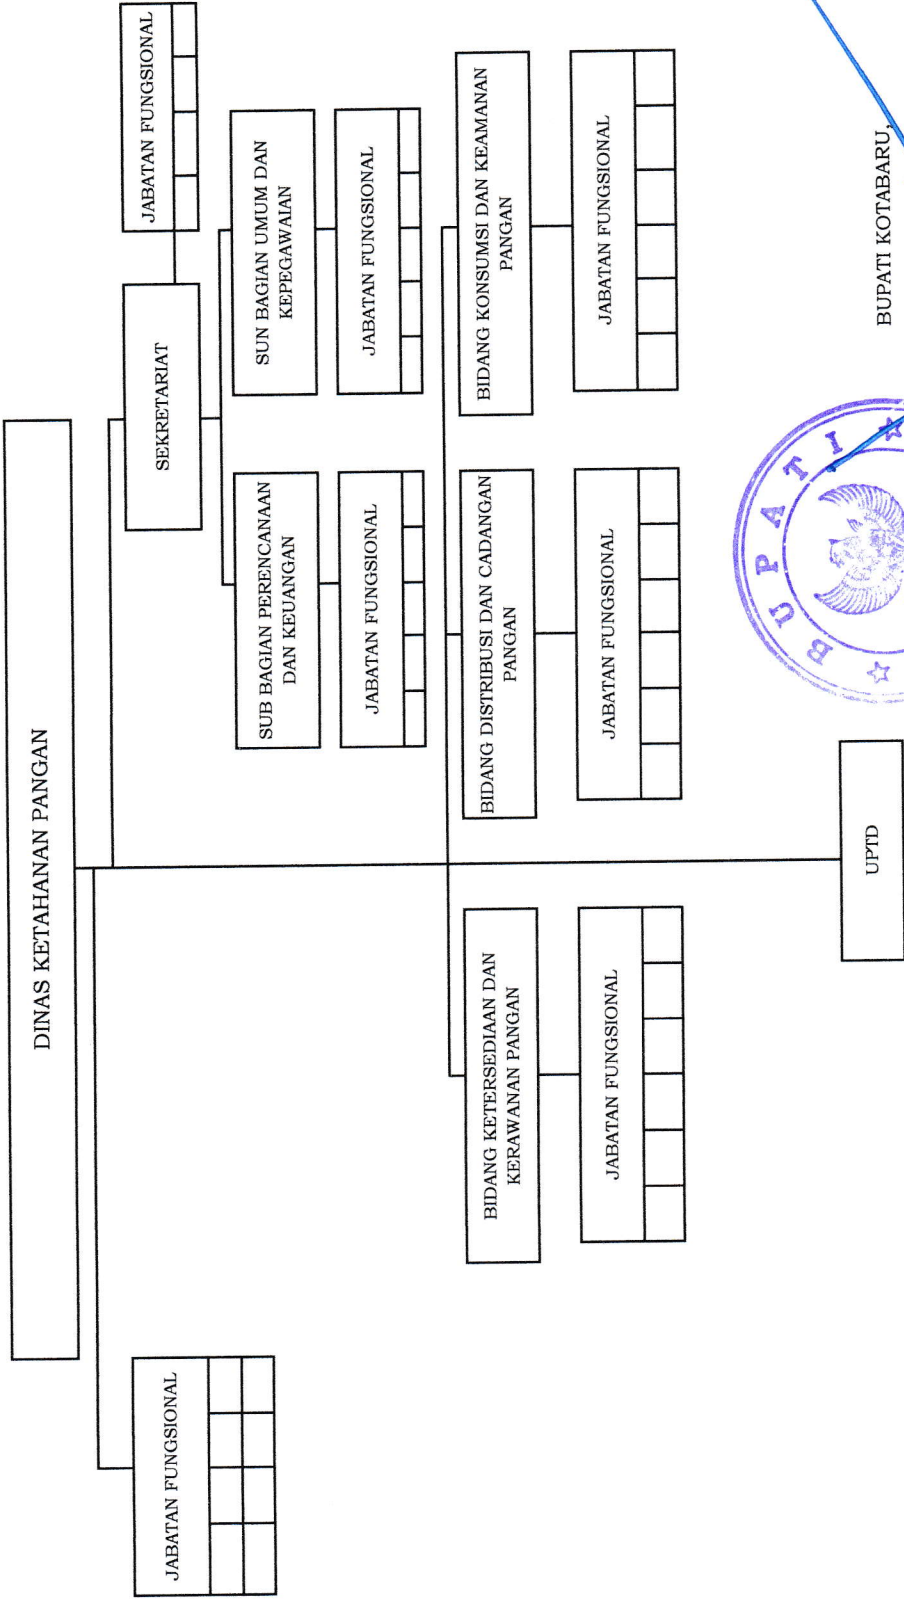 DINAS KETAHANAN PANGAN
JABATAN FUNGSIONAL
SEKRETARIAT
JABATAN FUNGSIONAL
SUB BAGIAN PERENCANAAN
DAN KEUANGAN
SUN BAGIAN UMUM DAN
KEPEGAWAIAN
JABATAN FUNGSIONAL
JABATAN FUNGSIONAL
BIDANG KETERSEDIAAN DAN
KERAWANAN PANGAN
BIDANG DISTRIBUSI DAN CADANGAN
PANGAN
BIDANG KONSUMSI DAN KEAMANAN
PANGAN
JABATAN FUNGSIONAL
JABATAN FUNGSIONAL
JABATAN FUNGSIONAL
UPTD
BUPATI KOTABARU,
BUPATI